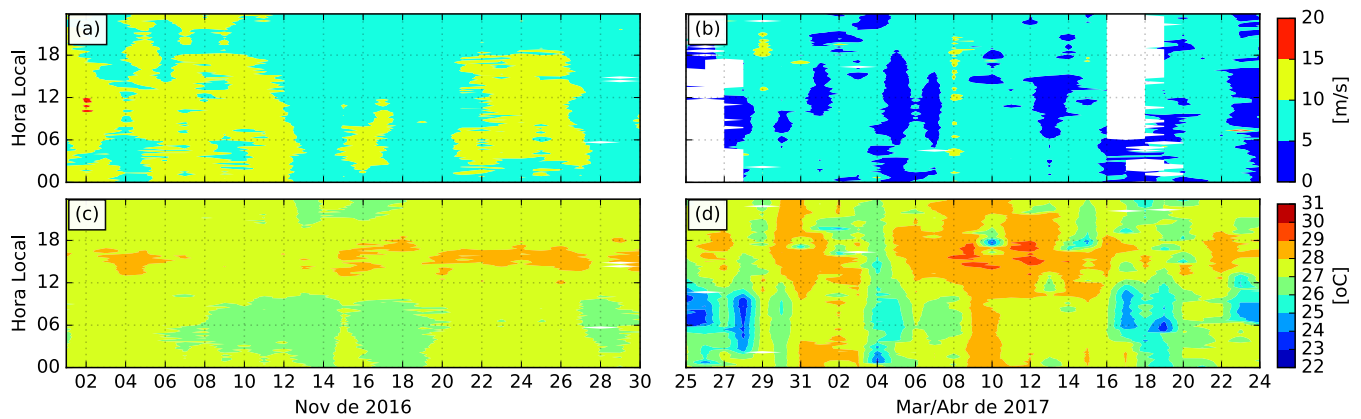 (a)
(b)
Hora Local
18
12
06
00
20
15
10
5
0
[m/s]
(c)
(d)
Hora Local
18
12
06
00
31
30
29
28
27
26
25
24
23
22
[oC]
02 04 06 08 10 12 14 16 18 20 22 24 26 28 30
25 27 29 31 02 04 06 08 10 12 14 16 18 20 22 24
Nov de 2016
Mar/Abr de 2017